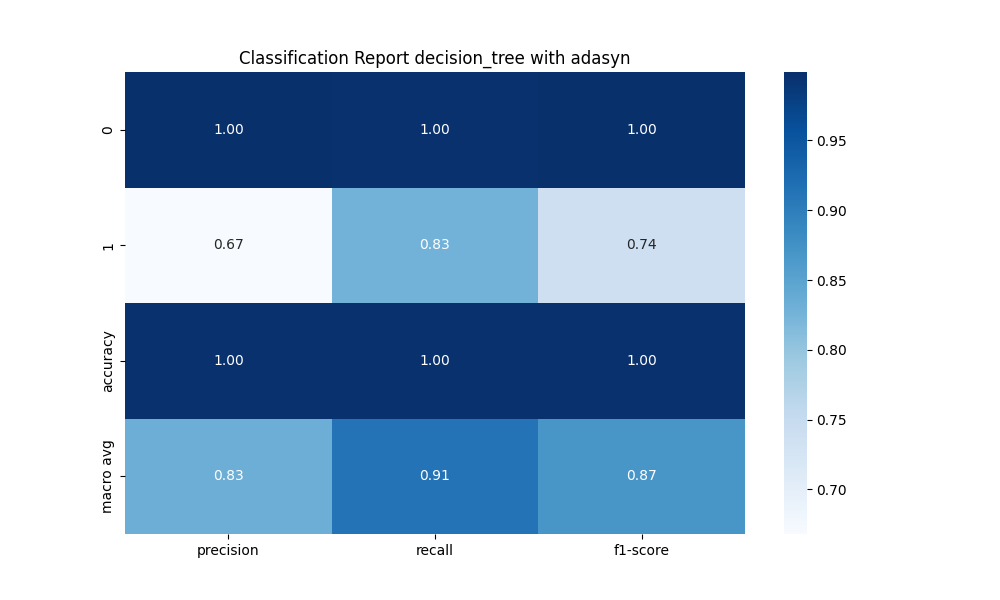 Classification Report decision_tree with adasyn
0 1.00 1.00 1.00
1 0.67 0.83 0.74
accuracy 1.00 1.00 1.00
macro avg 0.83 0.91 0.87
precision recall f1-score
0.95
0.90
0.85
0.80
0.75
0.70